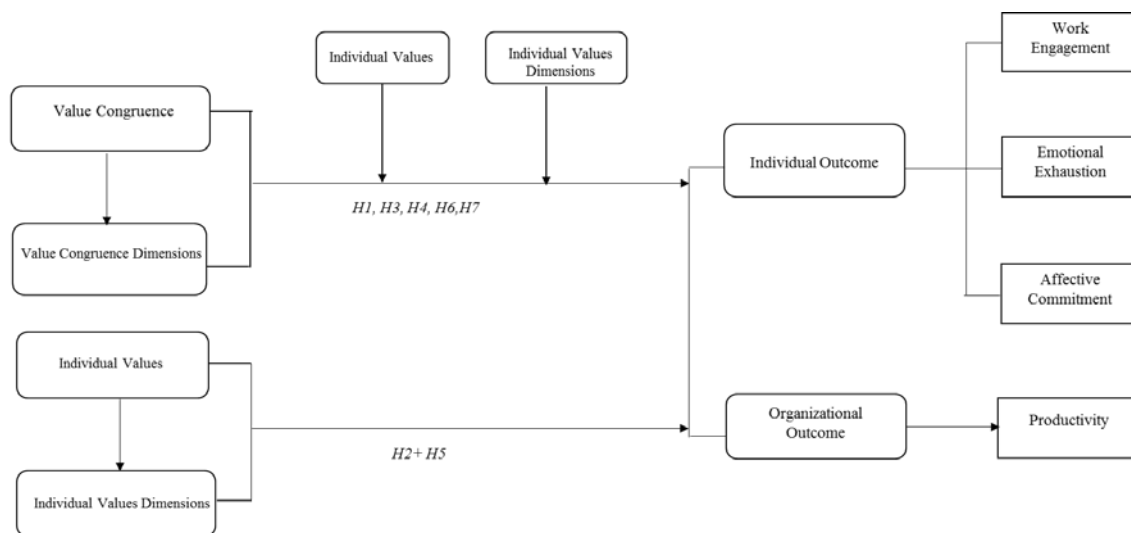 Work
Engagement
Individual Values
Individual Values
Dimensions
Value Congruence
Individual Outcome
Emotional
Exhaustion
H1, H3, H4, H6,H7
Value Congruence Dimensions
Affective
Commitment
Individual Values
Organizational
Outcome
Productivity
H2+ H5
Individual Values Dimensions